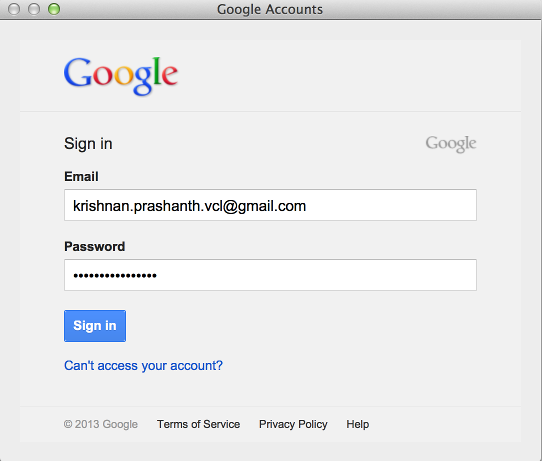 Google Accounts
Google
Sign in Google
Email
krishnan.prashanth.vcl@gmail.com
Password
••••••••••••••••
Sign in
Can't access your account?
© 2013 Google Terms of Service Privacy Policy Help